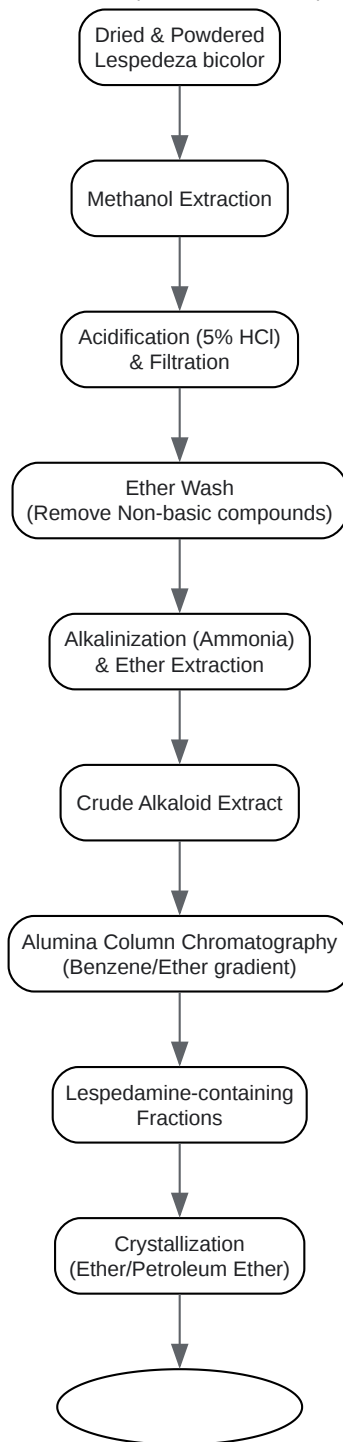 Dried & Powdered
Lespedeza bicolor
Methanol Extraction
Acidification (5% HCl)
& Filtration
Ether Wash
(Remove Non-basic compounds)
Alkalinization (Ammonia)
& Ether Extraction
Crude Alkaloid Extract
Alumina Column Chromatography
(Benzene/Ether gradient)
Lespedamine-containing
Fractions
Crystallization
(Ether/Petroleum Ether)